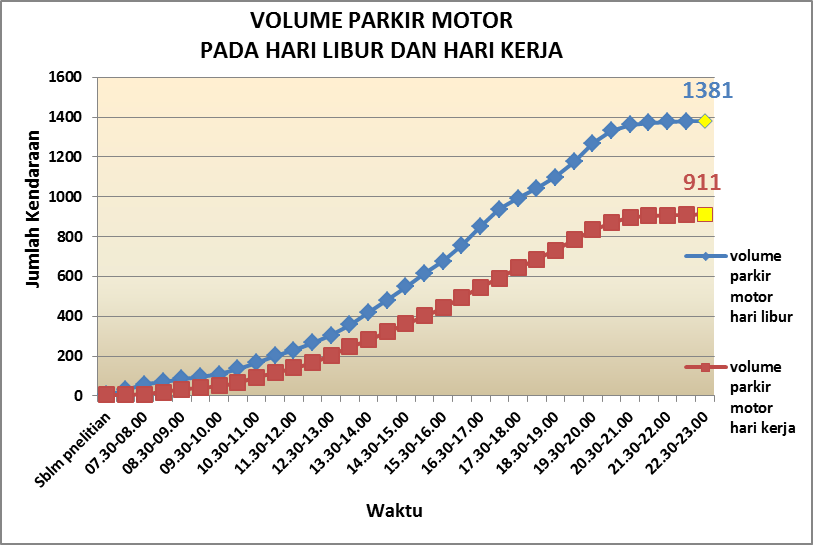 VOLUME PARKIR MOTOR
PADA HARI LIBUR DAN HARI KERJA
Jumlah Kendaraan
1600
1400
1200
1000
800
600
400
200
0
1381
911
volume
parkir
motor
hari libur
volume
parkir
motor
hari kerja
Sblm pnelitian
07.30-08.00
08.30-09.00
09.30-10.00
10.30-11.00
11.30-12.00
12.30-13.00
13.30-14.00
14.30-15.00
15.30-16.00
16.30-17.00
17.30-18.00
18.30-19.00
19.30-20.00
20.30-21.00
21.30-22.00
22.30-23.00
Waktu